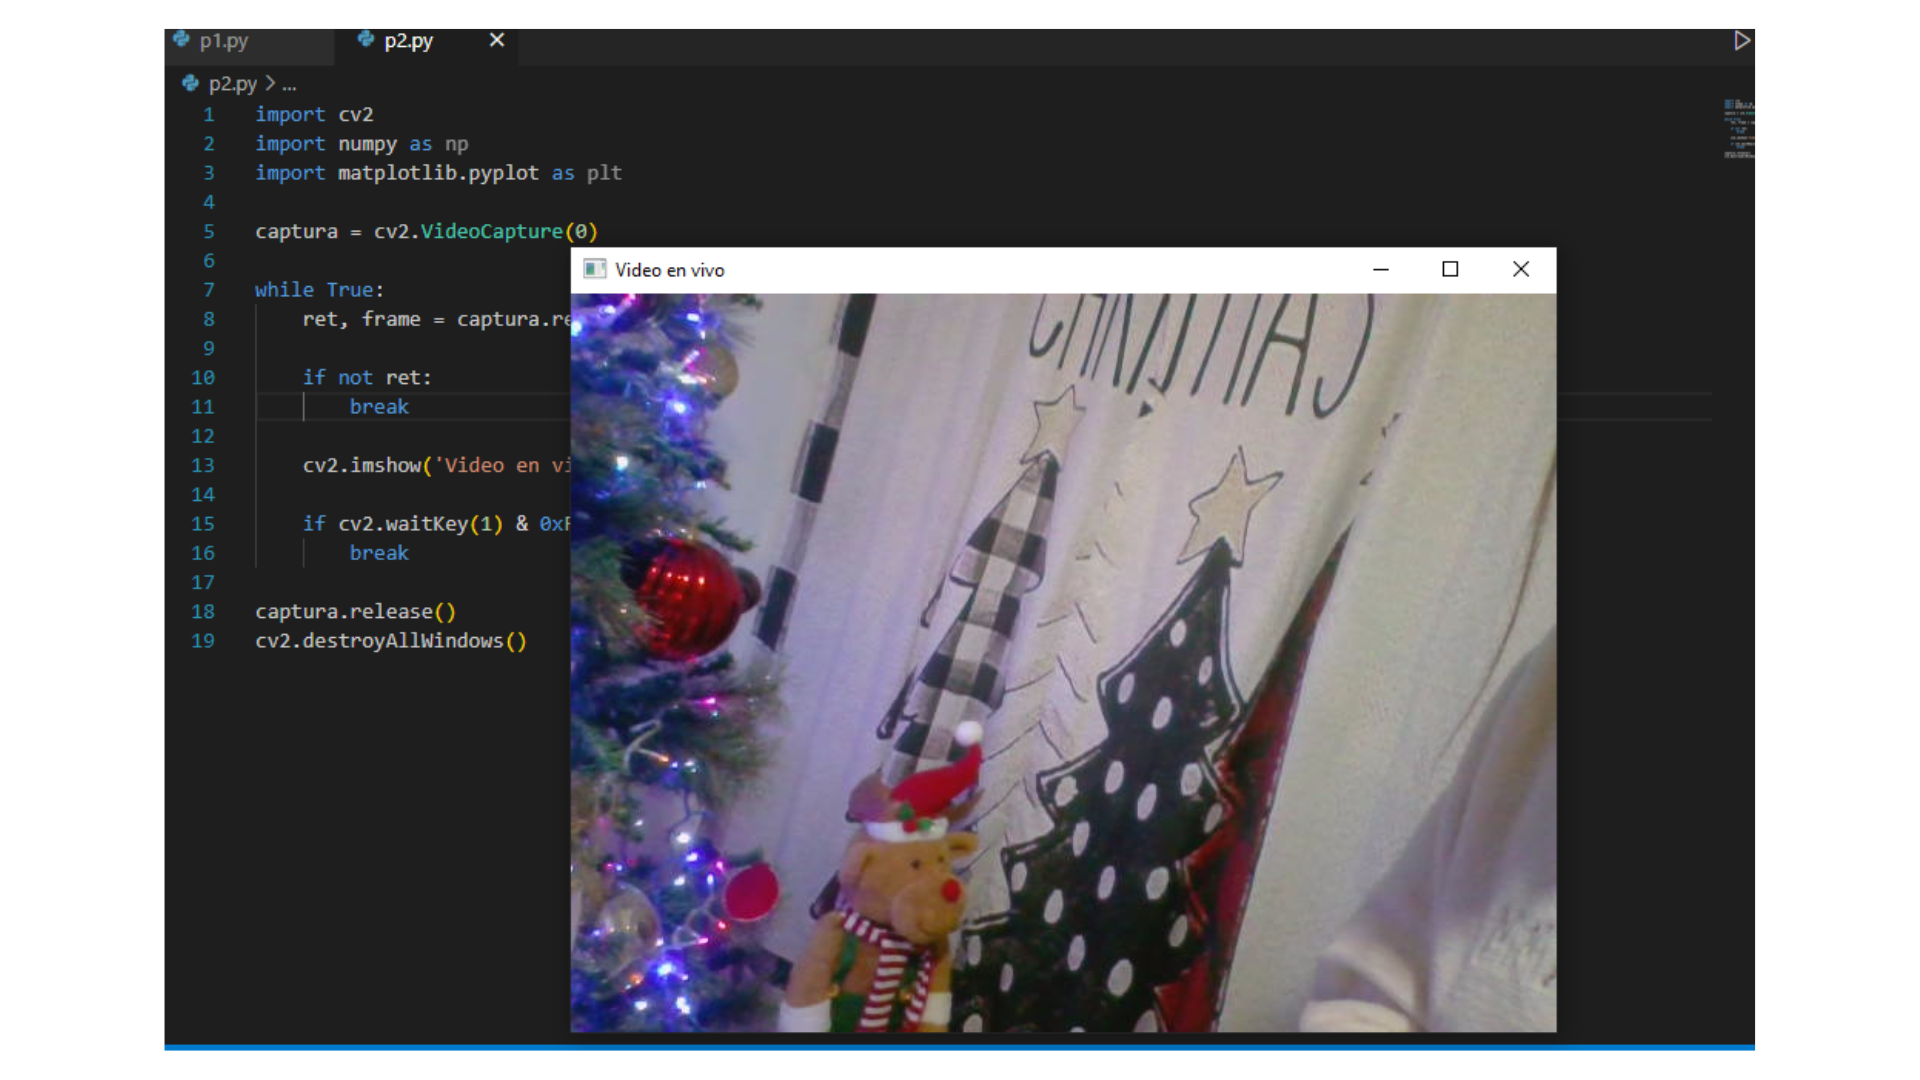 p1.py
p2.py
p2.py > ...
1 import cv2
2 import numpy as np
3 import matplotlib.pyplot as plt
4
5 captura = cv2.VideoCapture(0)
6
7 while True:
8 ret, frame = captura.re
9
10 if not ret:
11 break
12
13 cv2.imshow('Video en vi
14
15 if cv2.waitKey(1) & 0xF
16 break
17
18 captura.release()
19 cv2.destroyAllWindows()
Video en vivo
CHRISTMAS